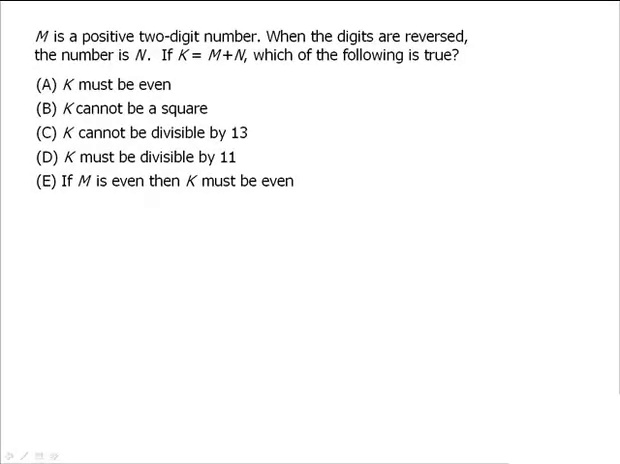 M is a positive two-digit number. When the digits are reversed,
the number is N. If K = M+N, which of the following is true?
(A) K must be even
(B) K cannot be a square
(C) K cannot be divisible by 13
(D) K must be divisible by 11
(E) If M is even then K must be even